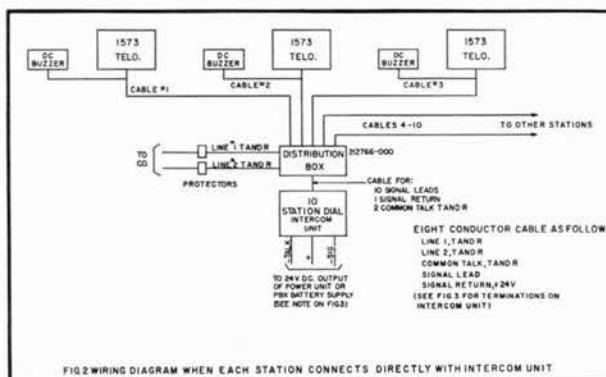 DC
BUZZER
1573
TELO.
DC
BUZZER
1573
TELO.
DC
BUZZER
1573
TELO.
CABLE #1
CABLE #2
CABLE #3
CABLES 4-10
TO OTHER STATIONS
TO
CO.
LINE 1 T AND R
LINE 2 T AND R
PROTECTORS
DISTRIBUTION
BOX
212766-000
CABLE FOR:
10 SIGNAL LEADS
1 SIGNAL RETURN
2 COMMON TALK T AND R
10
STATION DIAL
INTERCOM
UNIT
-TALK
+
-SIG
TO 24V D.C. OUTPUT
OF POWER UNIT OR
PBX BATTERY SUPPLY
(SEE NOTE ON FIG3)
EIGHT CONDUCTOR CABLE AS FOLLOW
LINE 1, T AND R
LINE 2, T AND R
COMMON TALK, T AND R
SIGNAL LEAD
SIGNAL RETURN, + 24V
(SEE FIG. 3 FOR TERMINATIONS ON
INTERCOM UNIT)
FIG. 2 WIRING DIAGRAM WHEN EACH STATION CONNECTS DIRECTLY WITH INTERCOM UNIT